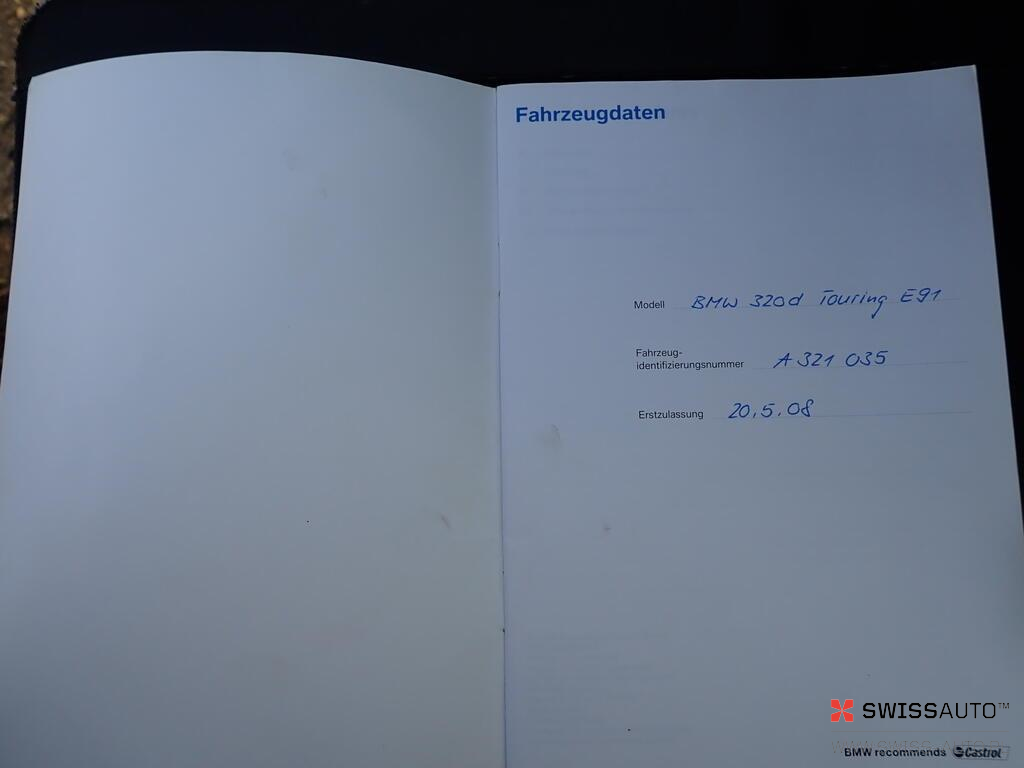 Fahrzeugdaten
Modell BMW 320d Touring E91
Fahrzeug-
identifizierungsnummer A 321 035
Erstzulassung 20.5.08
SWISSAUTO™
BMW recommends Castrol